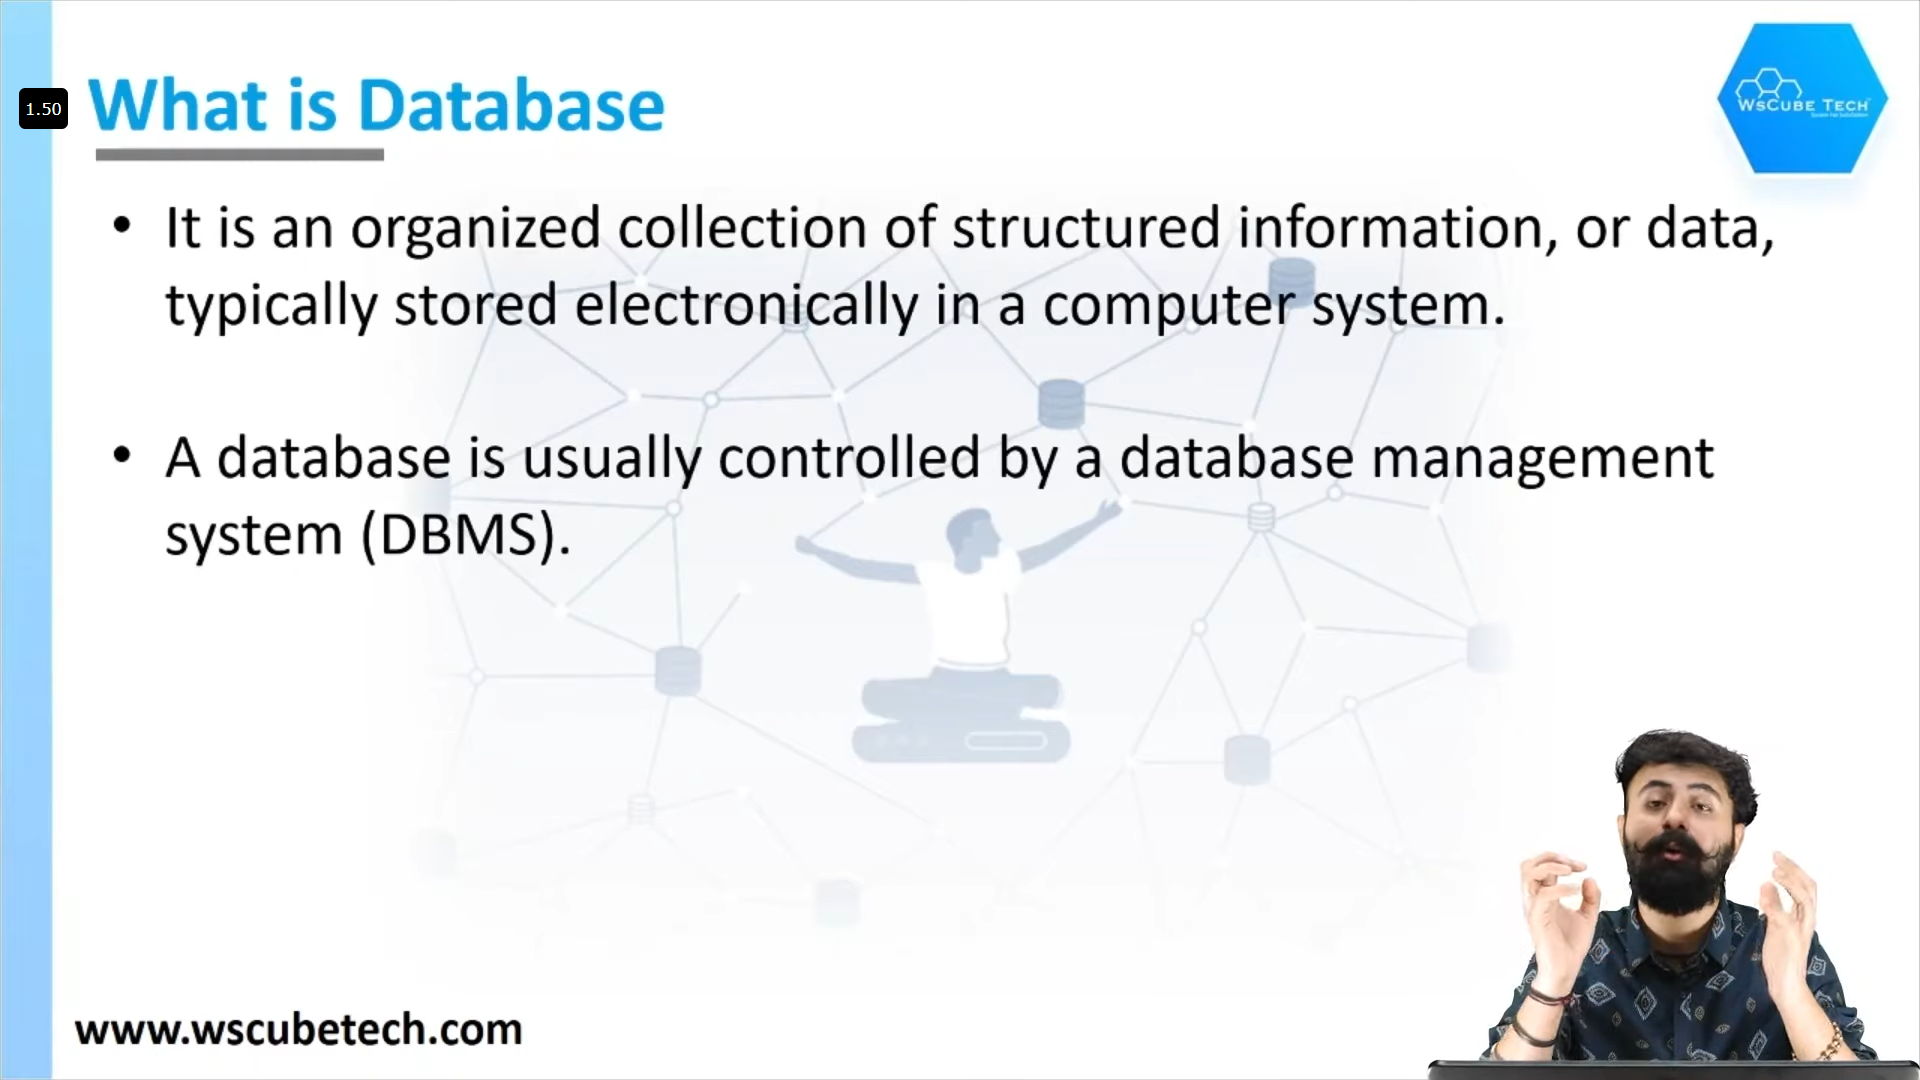 1.50
What is Database
WSCUBE TECH
• It is an organized collection of structured information, or data,
typically stored electronically in a computer system.
• A database is usually controlled by a database management
system (DBMS).
www.wscubetech.com